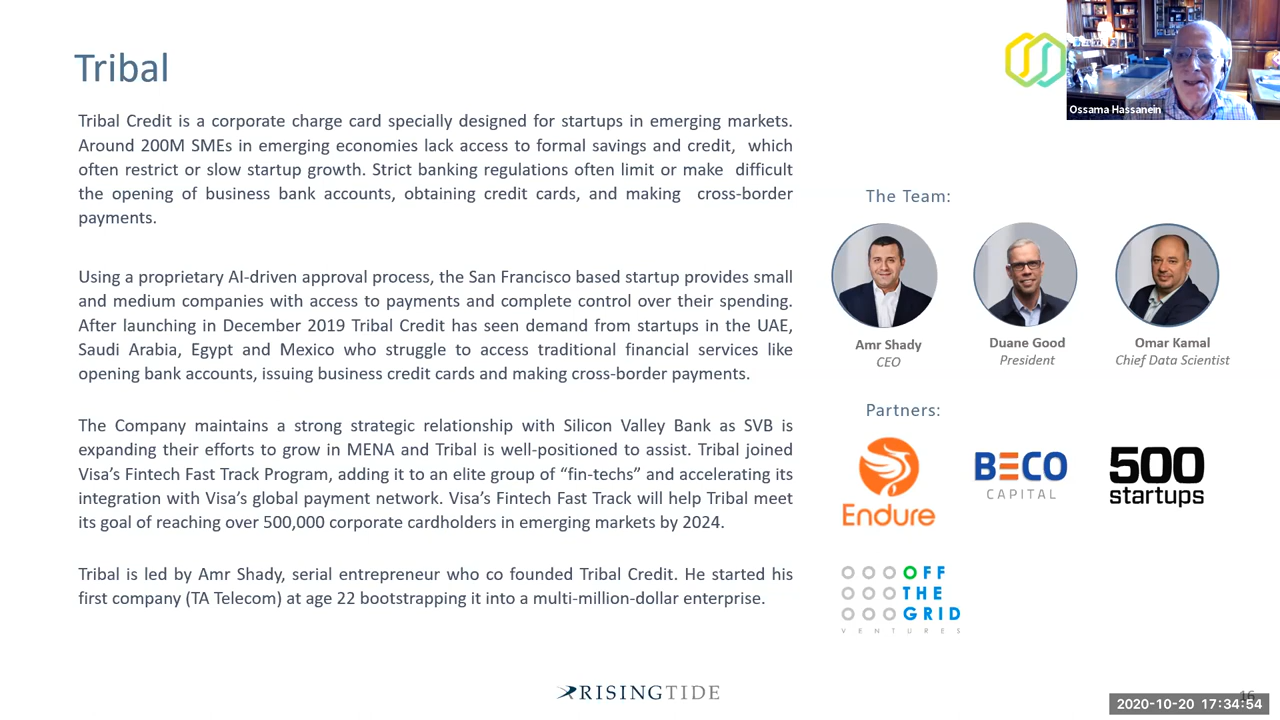 Tribal
Ossama Hassanein
Tribal Credit is a corporate charge card specially designed for startups in emerging markets.
Around 200M SMEs in emerging economies lack access to formal savings and credit, which
often restrict or slow startup growth. Strict banking regulations often limit or make difficult
the opening of business bank accounts, obtaining credit cards, and making cross-border
payments.
Using a proprietary AI-driven approval process, the San Francisco based startup provides small
and medium companies with access to payments and complete control over their spending.
After launching in December 2019 Tribal Credit has seen demand from startups in the UAE,
Saudi Arabia, Egypt and Mexico who struggle to access traditional financial services like
opening bank accounts, issuing business credit cards and making cross-border payments.
The Company maintains a strong strategic relationship with Silicon Valley Bank as SVB is
expanding their efforts to grow in MENA and Tribal is well-positioned to assist. Tribal joined
Visa’s Fintech Fast Track Program, adding it to an elite group of “fin-techs” and accelerating its
integration with Visa’s global payment network. Visa’s Fintech Fast Track will help Tribal meet
its goal of reaching over 500,000 corporate cardholders in emerging markets by 2024.
Tribal is led by Amr Shady, serial entrepreneur who co founded Tribal Credit. He started his
first company (TA Telecom) at age 22 bootstrapping it into a multi-million-dollar enterprise.
The Team:
Amr Shady
CEO
Duane Good
President
Omar Kamal
Chief Data Scientist
Partners:
Endure
BECO
CAPITAL
500
startups
OFF
THE
GRID
VENTURES
RISINGTIDE
16
2020-10-20 17:34:54